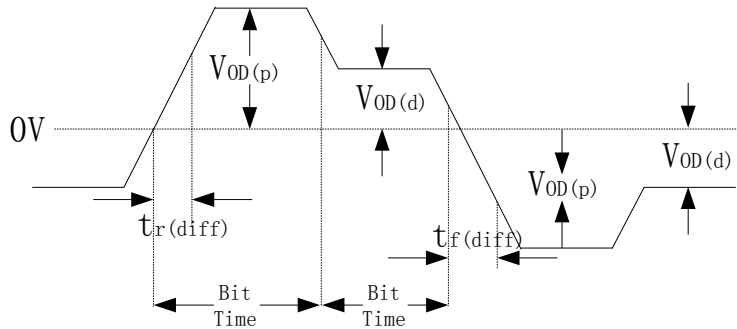 VOD(p)
VOD(d)
0V
VOD(d)
VOD(p)
tr(diff)
tf(diff)
Bit
Time
Bit
Time